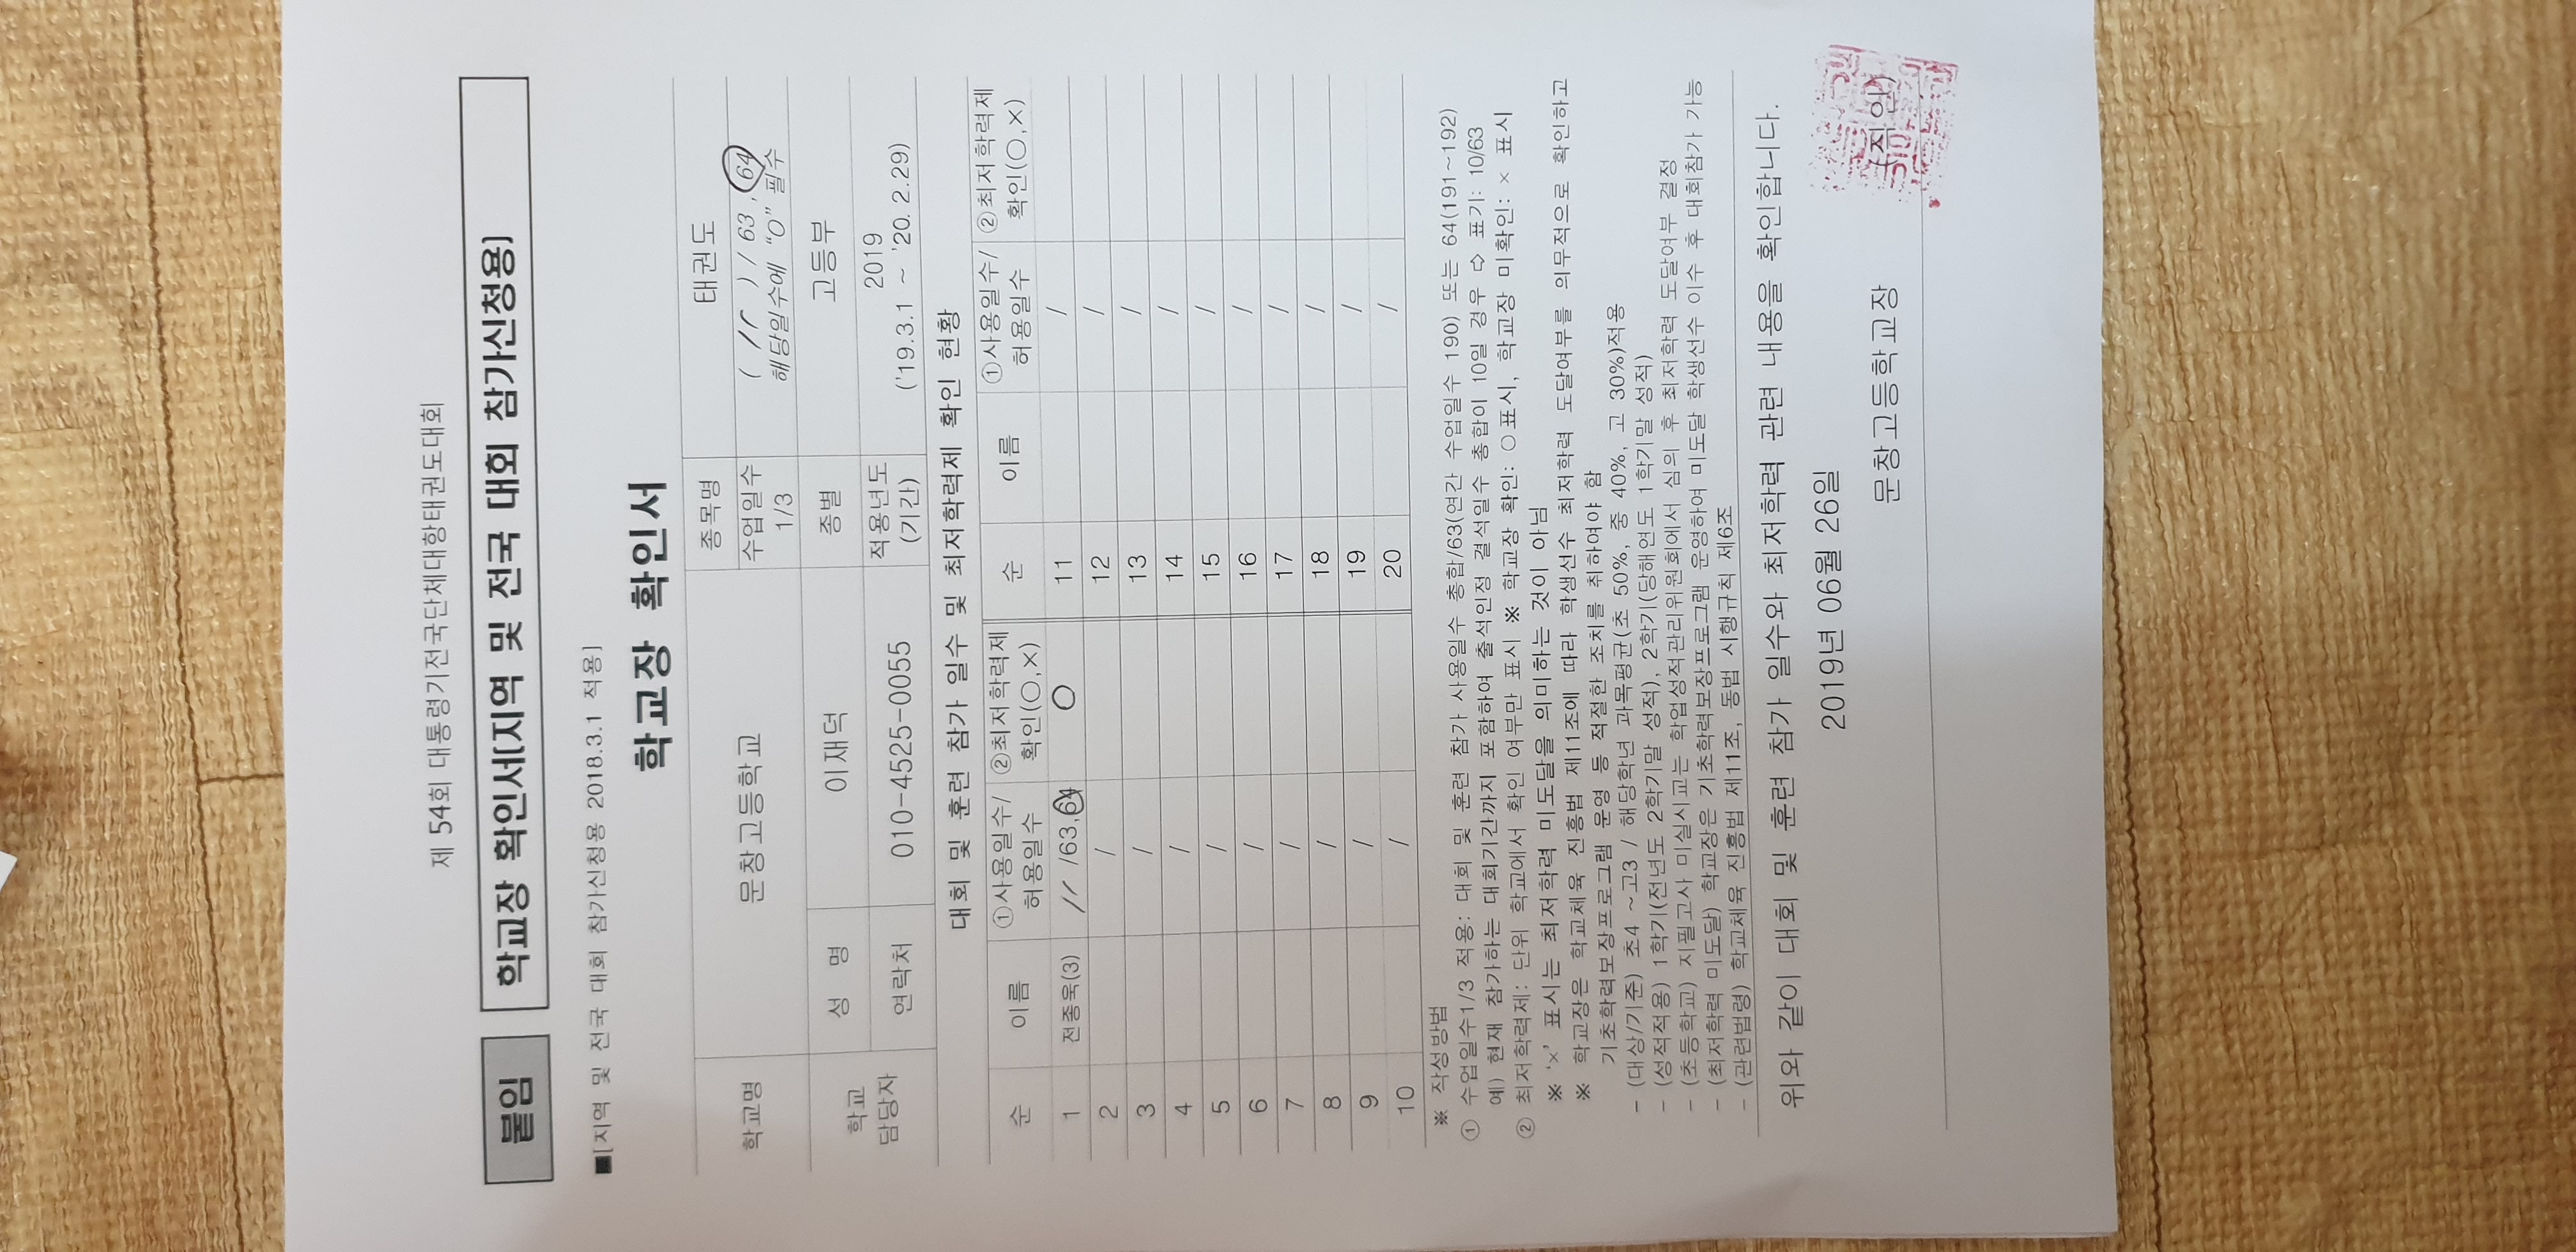 제 54회 대통령기전국단체대항태권도대회
붙임 학교장 확인서[지역 및 전국 대회 참가신청용]
■[지역 및 전국 대회 참가신청용 2018.3.1 적용]
학교장 확인서
학교명 문창고등학교 종목명 태권도
수업일수 1/3 ( 11 ) / 63 , 64
해당일수에 "O" 필수
학교 담당자 성 명 이재덕 종별 고등부
연락처 010-4525-0055 적용년도 (기간) 2019
('19.3.1 ~ '20. 2.29)
대회 및 훈련 참가 일수 및 최저학력제 확인 현황
순 이름 ①사용일수/허용일수 ②최저학력제 확인(○,×) 순 이름 ①사용일수/허용일수 ②최저학력제 확인(○,×)
1 전종욱(3) 11 /63,64 ○ 11 /
2 / 12 /
3 / 13 /
4 / 14 /
5 / 15 /
6 / 16 /
7 / 17 /
8 / 18 /
9 / 19 /
10 / 20 /
※ 작성방법
① 수업일수1/3 적용: 대회 및 훈련 참가 사용일수 총합/63(연간 수업일수 190) 또는 64(191~192)
예) 현재 참가하는 대회기간까지 포함하여 출석인정 결석일수 총합이 10일 경우 ⇨ 표기: 10/63
② 최저학력제: 단위 학교에서 확인 여부만 표시 ※ 학교장 확인: ○표시, 학교장 미확인: × 표시
※ '×' 표시는 최저학력 미도달을 의미하는 것이 아님
※ 학교장은 학교체육 진흥법 제11조에 따라 학생선수 최저학력 도달여부를 의무적으로 확인하고
기초학력보장프로그램 운영 등 적절한 조치를 취하여야 함
- (대상/기준) 초4 ~고3 / 해당학년 과목평균(초 50%, 중 40%, 고 30%)적용
- (성적적용) 1학기(전년도 2학기말 성적), 2학기(당해연도 1학기말 성적)
- (초등학교) 지필고사 미실시교는 학업성적관리위원회에서 심의 후 최저학력 도달여부 결정
- (최저학력 미도달) 학교장은 기초학력보장프로그램 운영하여 미도달 학생선수 이수 후 대회참가 가능
- (관련법령) 학교체육 진흥법 제11조, 동법 시행규칙 제6조
위와 같이 대회 및 훈련 참가 일수와 최저학력 관련 내용을 확인합니다.
2019년 06월 26일
문창고등학교장 (직인)